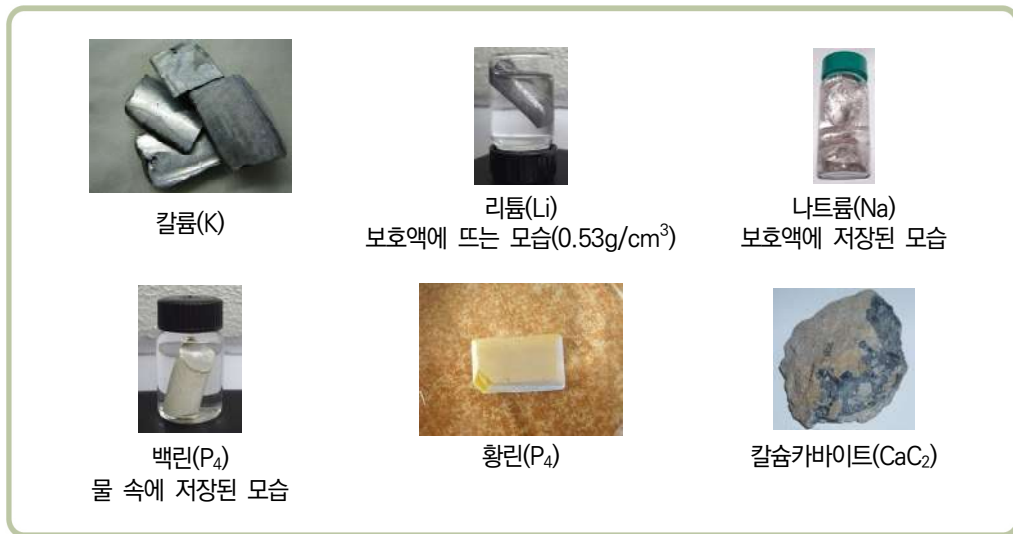 칼륨(K)
리튬(Li)
보호액에 뜨는 모습(0.53g/cm³)
나트륨(Na)
보호액에 저장된 모습
백린(P₄)
물 속에 저장된 모습
황린(P₄)
칼슘카바이트(CaC₂)